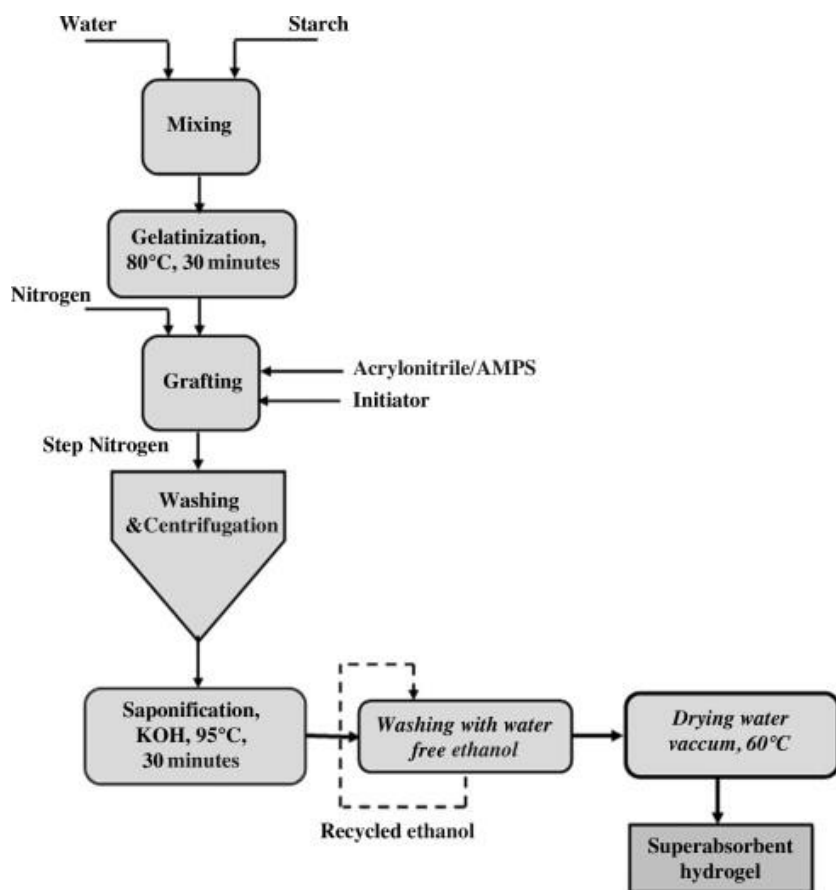 Water
Starch
Mixing
Gelatinization,
80°C, 30 minutes
Nitrogen
Grafting
Acrylonitrile/AMPS
Initiator
Step Nitrogen
Washing
&Centrifugation
Saponification,
KOH, 95°C,
30 minutes
Washing with water
free ethanol
Drying water
vaccum, 60°C
Recycled ethanol
Superabsorbent
hydrogel